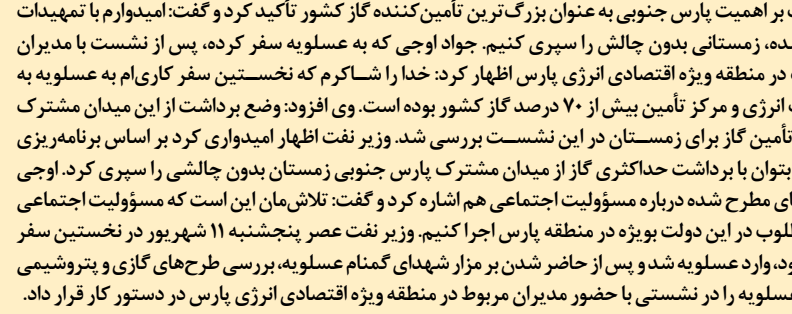 بر اهمیت پارس جنوبی به عنوان بزرگ‌ترین تأمین‌کننده گاز کشور تأکید کرد و گفت: امیدوارم با تمهیدات
زمستانی بدون چالش را سپری کنیم. جواد اوجی که به عسلویه سفر کرده، پس از نشست با مدیران
در منطقه ویژه اقتصادی انرژی پارس اظهار کرد: خدا را شاکرم که نخستین سفر کاری‌ام به عسلویه به
انرژی و مرکز تأمین بیش از ۷۰ درصد گاز کشور بوده است. وی افزود: وضع برداشت از این میدان مشترک
تأمین گاز برای زمستان در این نشست بررسی شد. وزیر نفت اظهار امیدواری کرد بر اساس برنامه‌ریزی
بتوان با برداشت حداکثری گاز از میدان مشترک پارس جنوبی زمستان بدون چالشی را سپری کرد. اوجی
مطرح شده درباره مسؤولیت اجتماعی هم اشاره کرد و گفت: تلاش‌مان این است که مسؤولیت اجتماعی
در این دولت بویژه در منطقه پارس اجرا کنیم. وزیر نفت عصر پنجشنبه ۱۱ شهریور در نخستین سفر
وارد عسلویه شد و پس از حاضر شدن بر مزار شهدای گمنام عسلویه، بررسی طرح‌های گازی و پتروشیمی
عسلویه را در نشستی با حضور مدیران مربوط در منطقه ویژه اقتصادی انرژی پارس در دستور کار قرار داد.